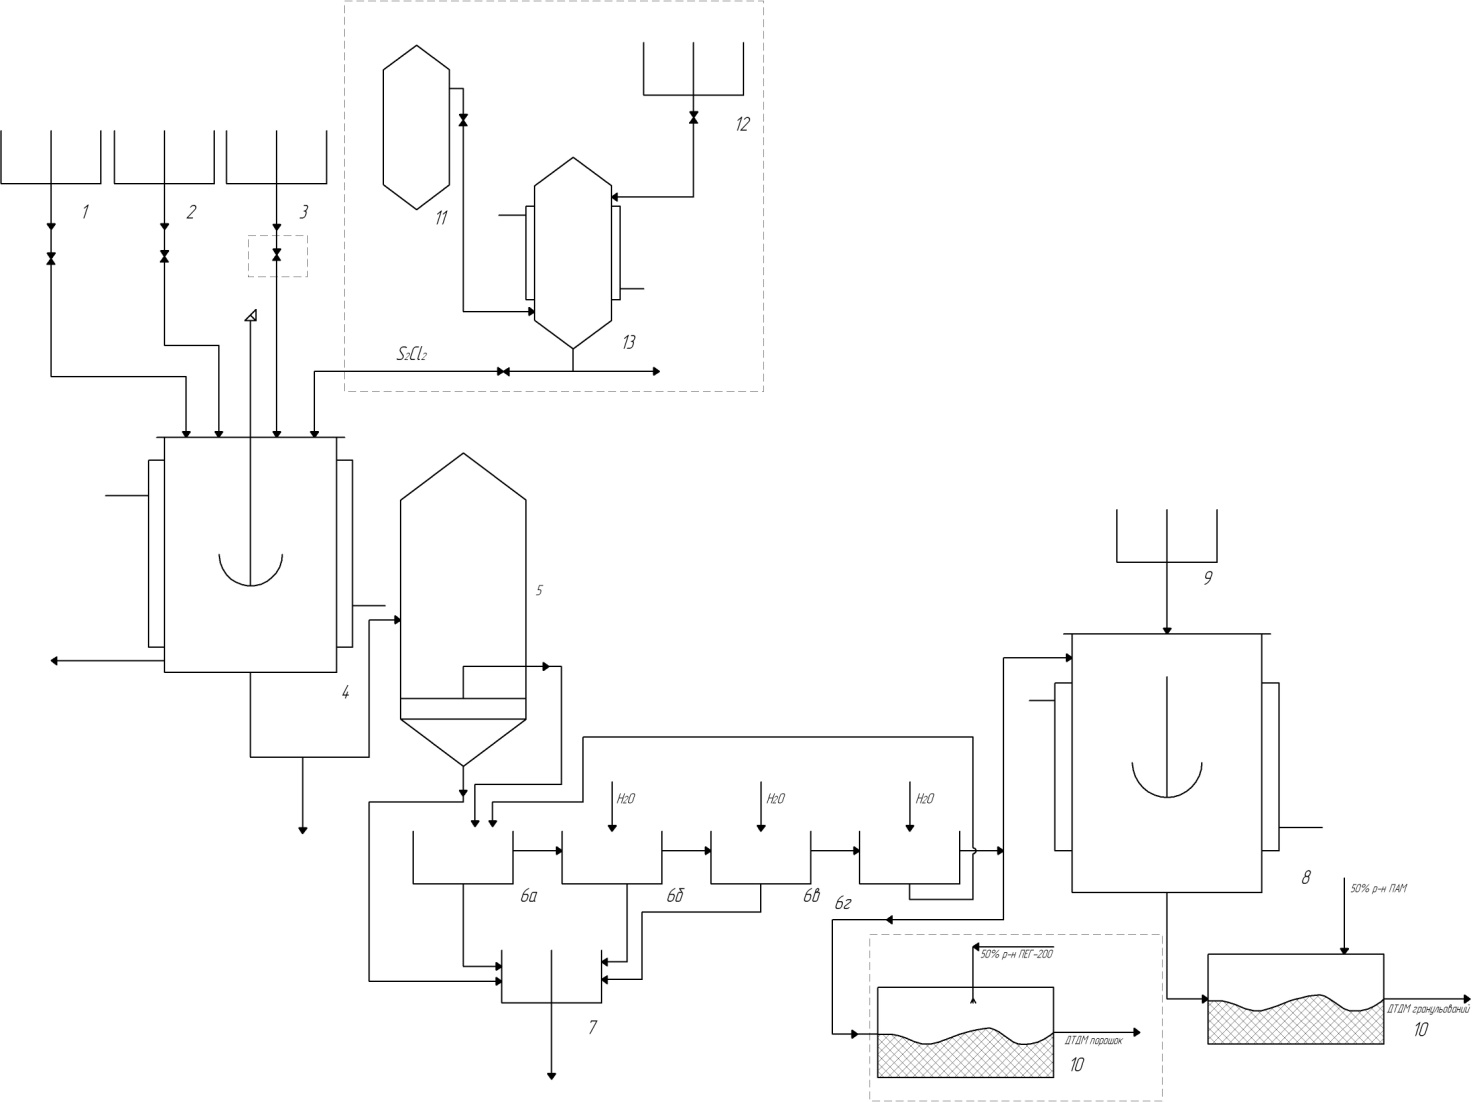 12
1
2
3
11
13
S2Cl2
5
9
4
H2O
H2O
H2O
6а
6б
6в
6г
8
50% р-н ПАМ
50% р-н ПЕГ-200
ДТДМ гранульований
10
7
ДТДМ порошок
10